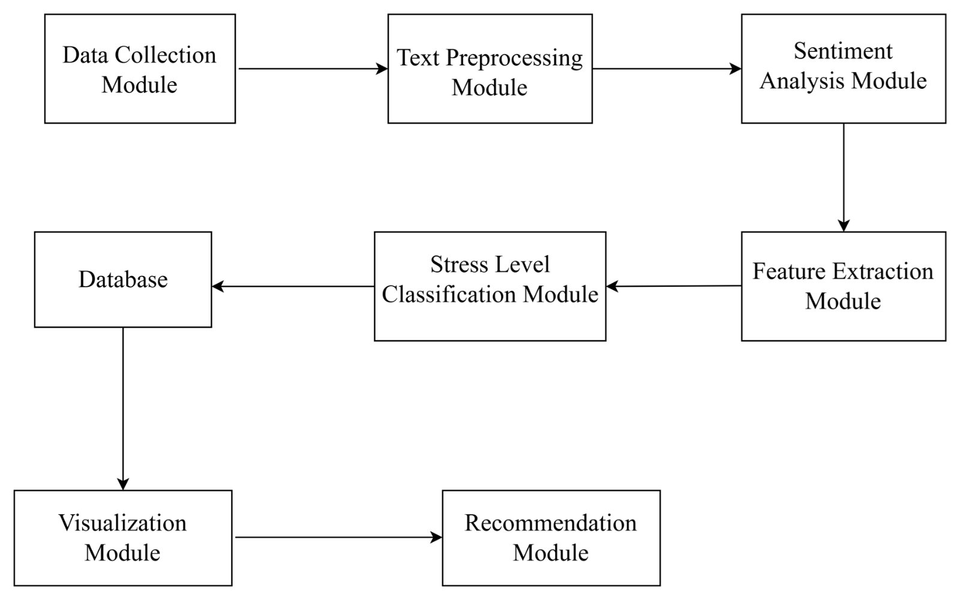 Data Collection
Module
Text Preprocessing
Module
Sentiment
Analysis Module
Database
Stress Level
Classification Module
Feature Extraction
Module
Visualization
Module
Recommendation
Module